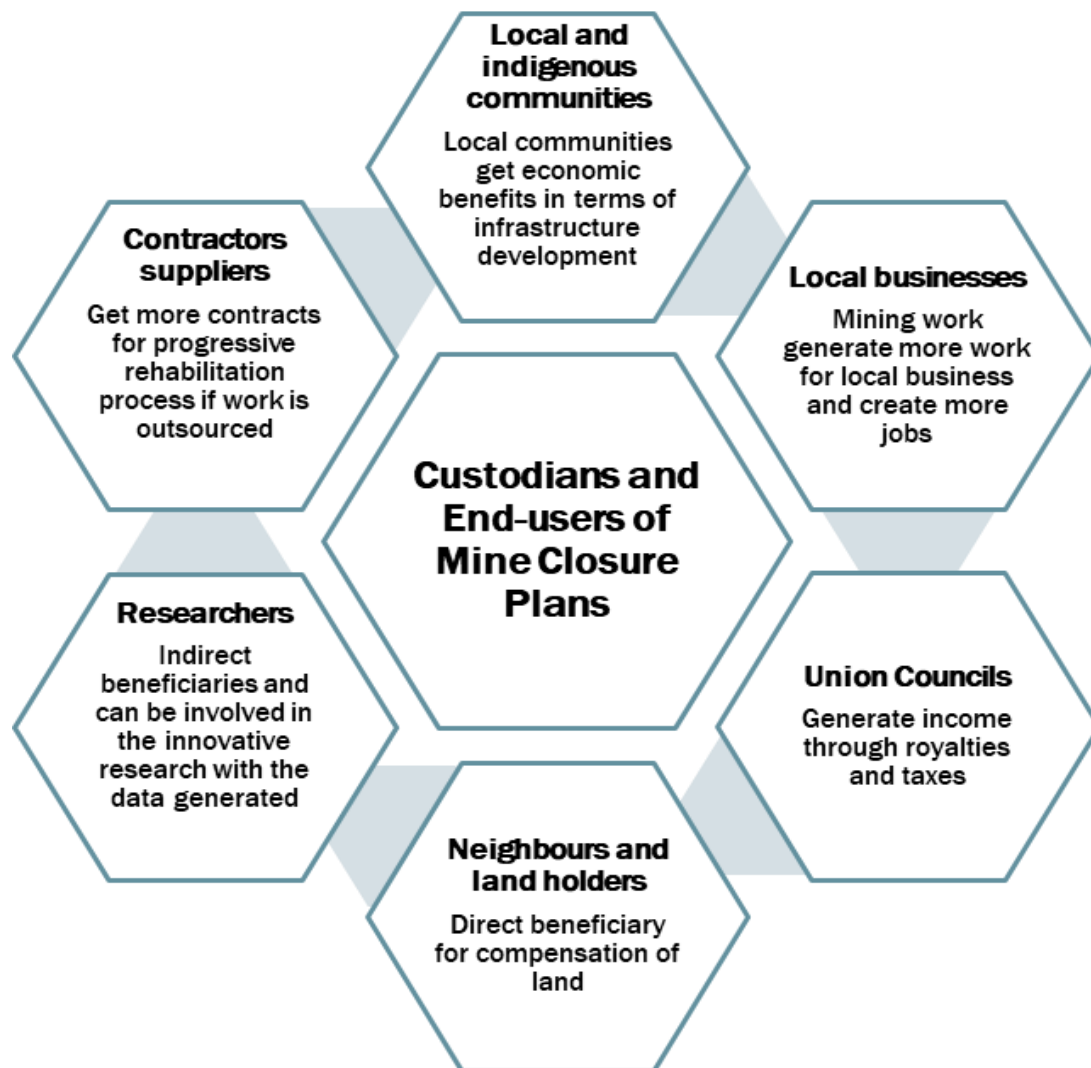 Local and
indigenous
communities
Local communities
get economic
benefits in terms of
infrastructure
development
Contractors
suppliers
Get more contracts
for progressive
rehabilitation
process if work is
outsourced
Local businesses
Mining work
generate more work
for local business
and create more
jobs
Custodians and
End-users of
Mine Closure
Plans
Researchers
Indirect
beneficiaries and
can be involved in
the innovative
research with the
data generated
Union Councils
Generate income
through royalties
and taxes
Neighbours and
land holders
Direct beneficiary
for compensation of
land